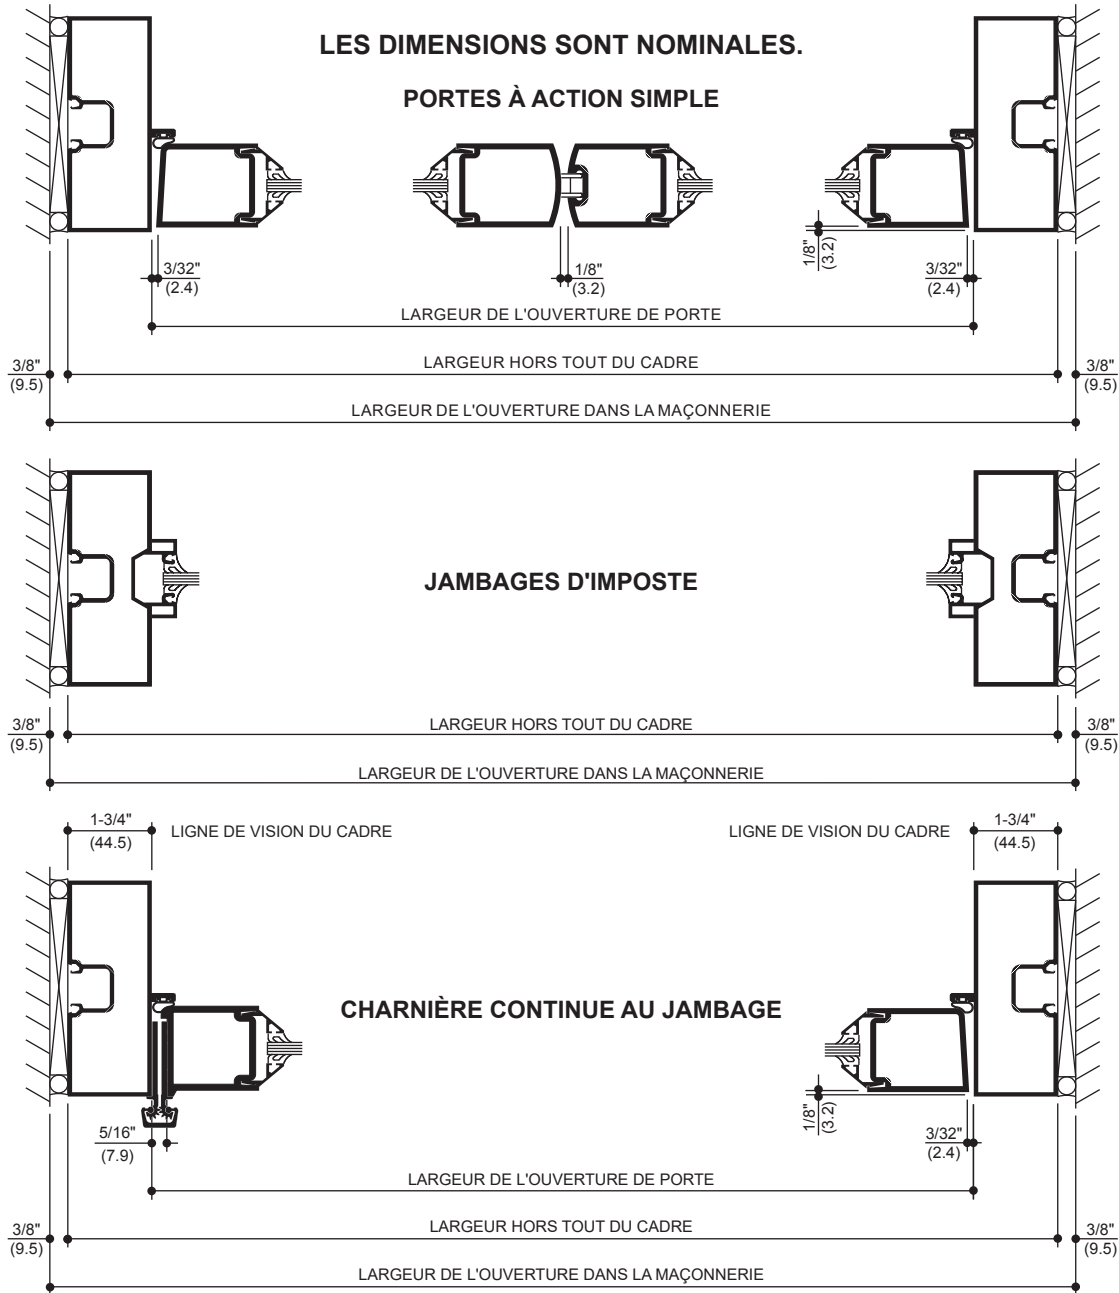 LES DIMENSIONS SONT NOMINALES.
PORTES À ACTION SIMPLE
1/8"
(3.2)
3/32"
(2.4)
1/8"
(3.2)
3/32"
(2.4)
LARGEUR DE L'OUVERTURE DE PORTE
3/8"
(9.5)
LARGEUR HORS TOUT DU CADRE
3/8"
(9.5)
LARGEUR DE L'OUVERTURE DANS LA MAÇONNERIE
JAMBAGES D'IMPOSTE
3/8"
(9.5)
LARGEUR HORS TOUT DU CADRE
3/8"
(9.5)
LARGEUR DE L'OUVERTURE DANS LA MAÇONNERIE
1-3/4"
(44.5)
LIGNE DE VISION DU CADRE
LIGNE DE VISION DU CADRE
1-3/4"
(44.5)
CHARNIÈRE CONTINUE AU JAMBAGE
1/8"
(3.2)
5/16"
(7.9)
3/32"
(2.4)
LARGEUR DE L'OUVERTURE DE PORTE
3/8"
(9.5)
LARGEUR HORS TOUT DU CADRE
3/8"
(9.5)
LARGEUR DE L'OUVERTURE DANS LA MAÇONNERIE